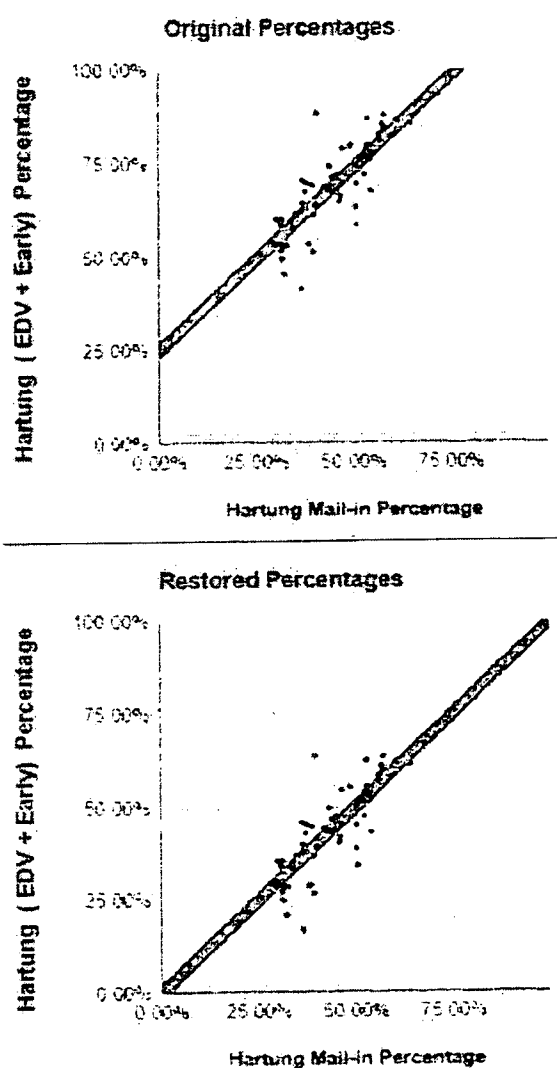 Original Percentages
Hartung ( EDV + Early) Percentage
100.00%
75.00%
50.00%
25.00%
0.00%
0.00% 25.00% 50.00% 75.00%
Hartung Mail-in Percentage
Restored Percentages
Hartung ( EDV + Early) Percentage
100.00%
75.00%
50.00%
25.00%
0.00%
0.00% 25.00% 50.00% 75.00%
Hartung Mail-in Percentage